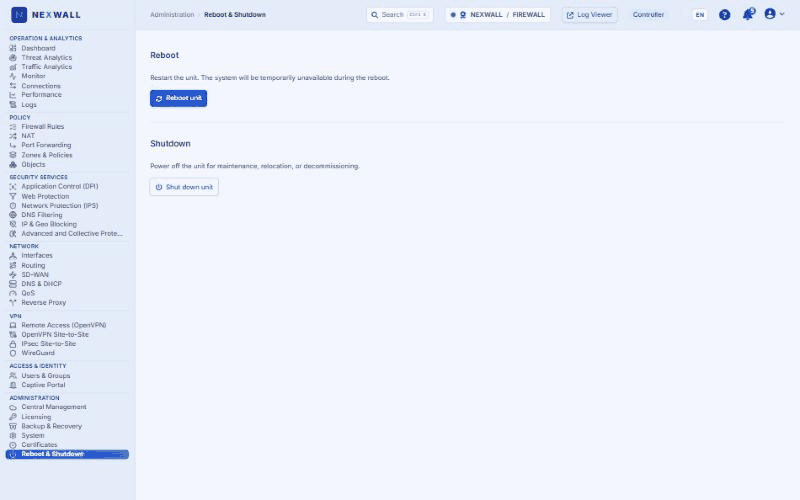 NEXWALL
Administration › Reboot & Shutdown
Search Ctrl K
NEXWALL / FIREWALL
Log Viewer
Controller
EN
OPERATION & ANALYTICS
Dashboard
Threat Analytics
Traffic Analytics
Monitor
Connections
Performance
Logs
POLICY
Firewall Rules
NAT
Port Forwarding
Zones & Policies
Objects
SECURITY SERVICES
Application Control (DPI)
Web Protection
Network Protection (IPS)
DNS Filtering
IP & Geo Blocking
Advanced and Collective Prote...
NETWORK
Interfaces
Routing
SD-WAN
DNS & DHCP
QoS
Reverse Proxy
VPN
Remote Access (OpenVPN)
OpenVPN Site-to-Site
IPsec Site-to-Site
WireGuard
ACCESS & IDENTITY
Users & Groups
Captive Portal
ADMINISTRATION
Central Management
Licensing
Backup & Recovery
System
Certificates
Reboot & Shutdown
Reboot
Restart the unit. The system will be temporarily unavailable during the reboot.
Reboot unit
Shutdown
Power off the unit for maintenance, relocation, or decommissioning.
Shut down unit